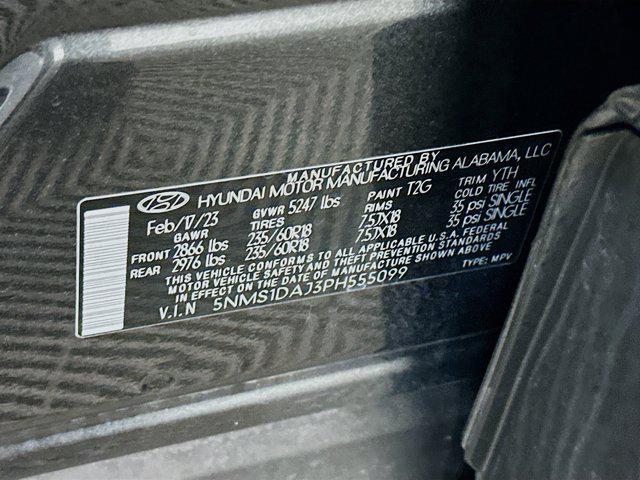 MANUFACTURED BY
HYUNDAI MOTOR MANUFACTURING ALABAMA, LLC
Feb/17/23 GVWR 5247 lbs PAINT T2G TRIM YTH
GAWR TIRES RIMS COLD TIRE INFL
FRONT 2866 lbs 235/60R18 7.5JX18 35 psi SINGLE
REAR 2976 lbs 235/60R18 7.5JX18 35 psi SINGLE
THIS VEHICLE CONFORMS TO ALL APPLICABLE U.S.A. FEDERAL
MOTOR VEHICLE SAFETY AND THEFT PREVENTION STANDARDS
IN EFFECT ON THE DATE OF MANUFACTURE SHOWN ABOVE
V.I.N 5NMS1DAJ3PH555099 TYPE: MPV